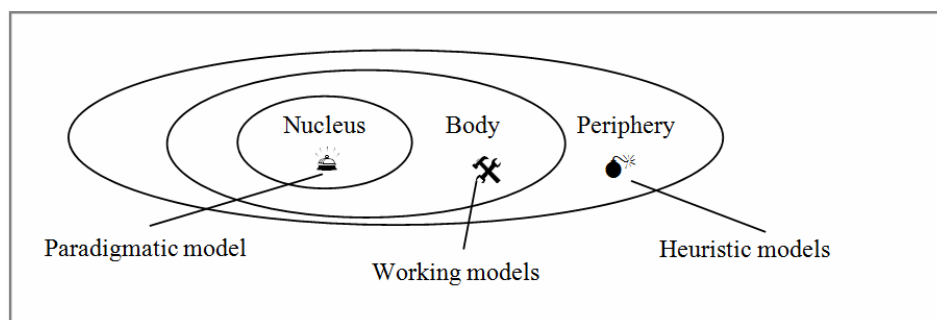 Nucleus Body Periphery
Paradigmatic model
Working models
Heuristic models